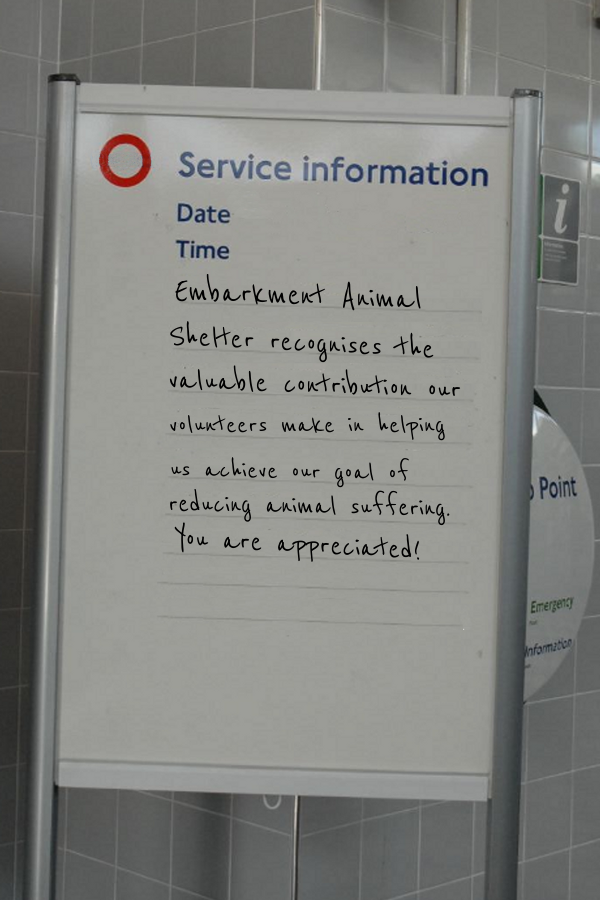 Service information
Date
Time
Embarkment Animal
Shelter recognises the
valuable contribution our
volunteers make in helping
us achieve our goal of
reducing animal suffering.
You are appreciated!
i
Point
Emergency
Information